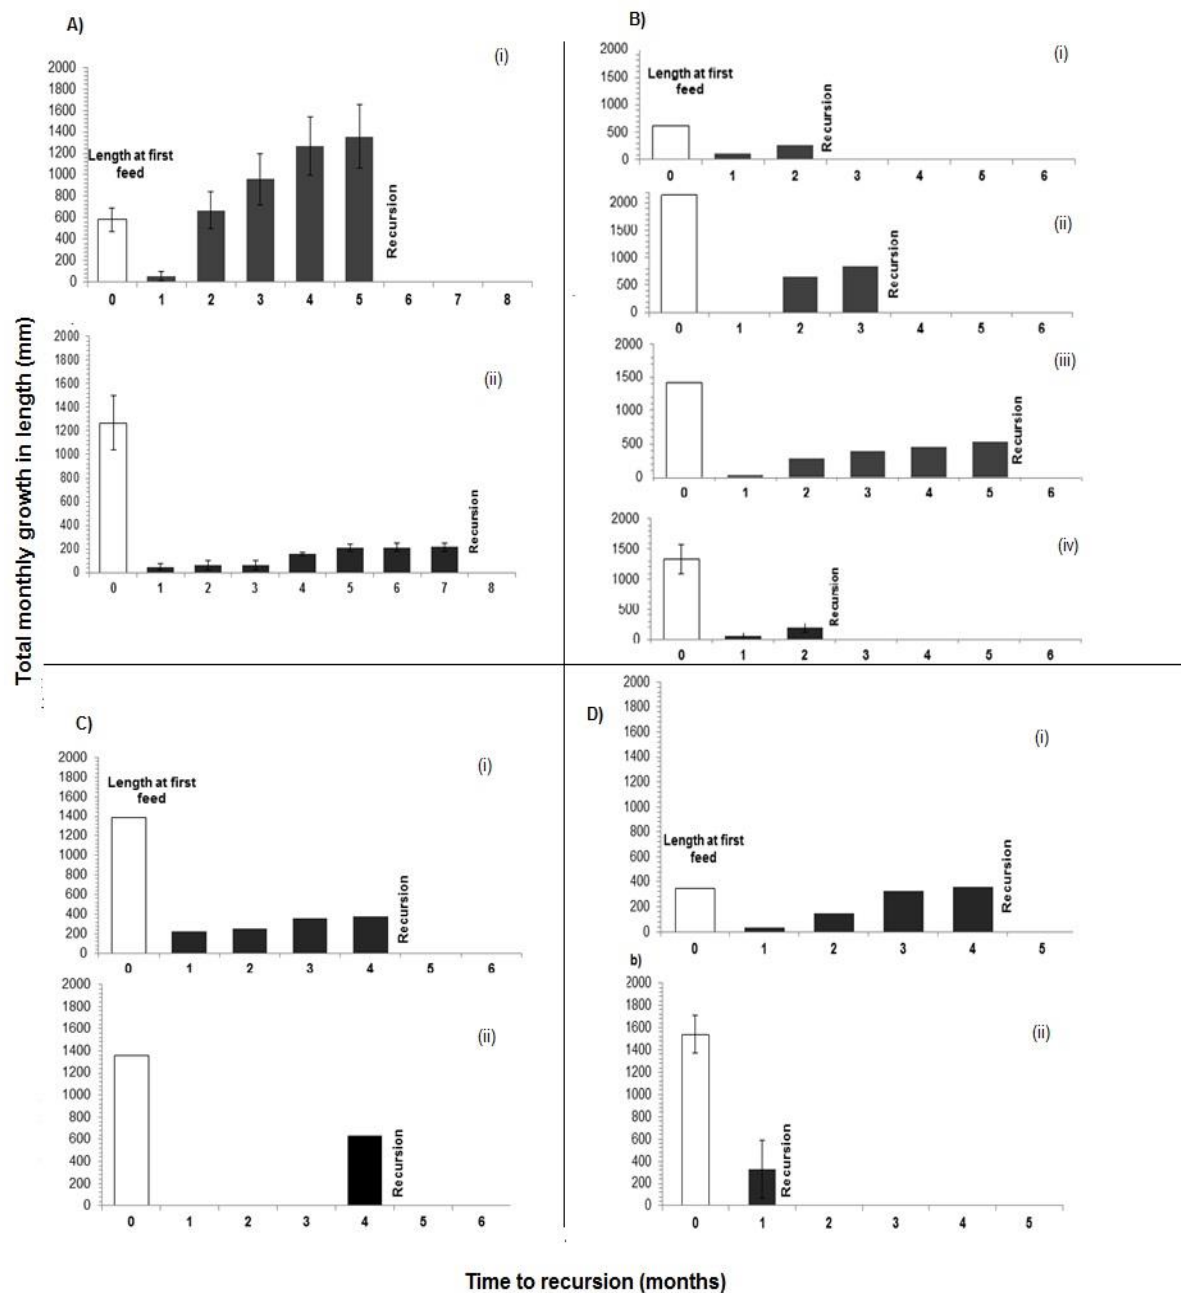 A)
(i)
2000
1800
1600
1400
1200
1000
800
600
400
200
0
Length at first
feed
Recursion
0 1 2 3 4 5 6 7 8
(ii)
2000
1800
1600
1400
1200
1000
800
600
400
200
0
Recursion
0 1 2 3 4 5 6 7 8
B)
(i)
2000
1500
1000
500
0
Length at first
feed
Recursion
0 1 2 3 4 5 6
(ii)
2000
1500
1000
500
0
Recursion
0 1 2 3 4 5 6
(iii)
2000
1500
1000
500
0
Recursion
0 1 2 3 4 5 6
(iv)
2000
1500
1000
500
0
Recursion
0 1 2 3 4 5 6
Total monthly growth in length (mm)
C)
(i)
2000
1800
1600
1400
1200
1000
800
600
400
200
0
Length at first
feed
Recursion
0 1 2 3 4 5 6
(ii)
2000
1800
1600
1400
1200
1000
800
600
400
200
0
Recursion
0 1 2 3 4 5 6
D)
(i)
2000
1800
1600
1400
1200
1000
800
600
400
200
0
Length at first
feed
Recursion
0 1 2 3 4 5
b)
(ii)
2000
1800
1600
1400
1200
1000
800
600
400
200
0
Recursion
0 1 2 3 4 5
Time to recursion (months)